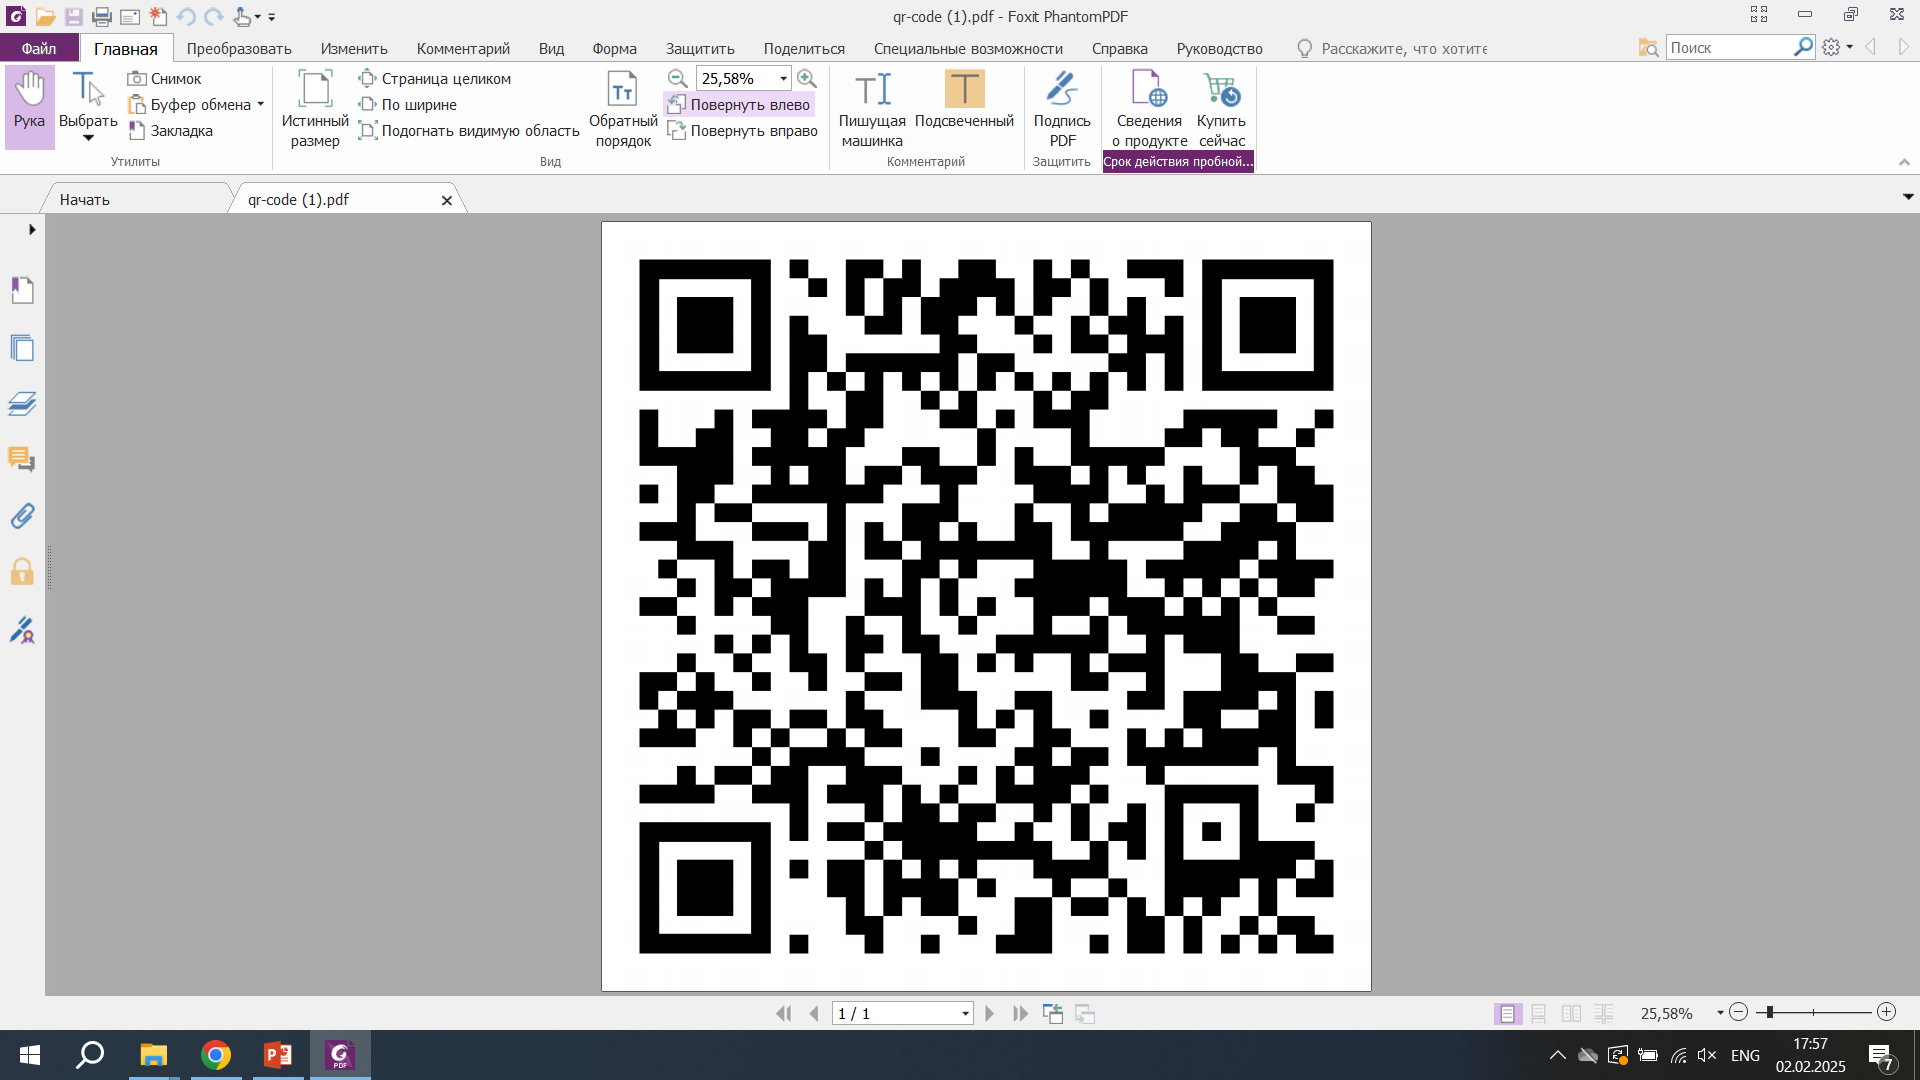 qr-code (1).pdf - Foxit PhantomPDF
Файл
Главная
Преобразовать
Изменить
Комментарий
Вид
Форма
Защитить
Поделиться
Специальные возможности
Справка
Руководство
Расскажите, что хотите
Поиск
Рука
Выбрать
Снимок
Буфер обмена
Закладка
Утилиты
Истинный размер
Страница целиком
По ширине
Подогнать видимую область
Обратный порядок
25,58%
Повернуть влево
Повернуть вправо
Вид
Пишущая машинка
Подсвеченный
Комментарий
Подпись PDF
Защитить
Сведения о продукте
Купить сейчас
Срок действия пробной...
Начать
qr-code (1).pdf
1 / 1
25,58%
ENG
17:57
02.02.2025
7